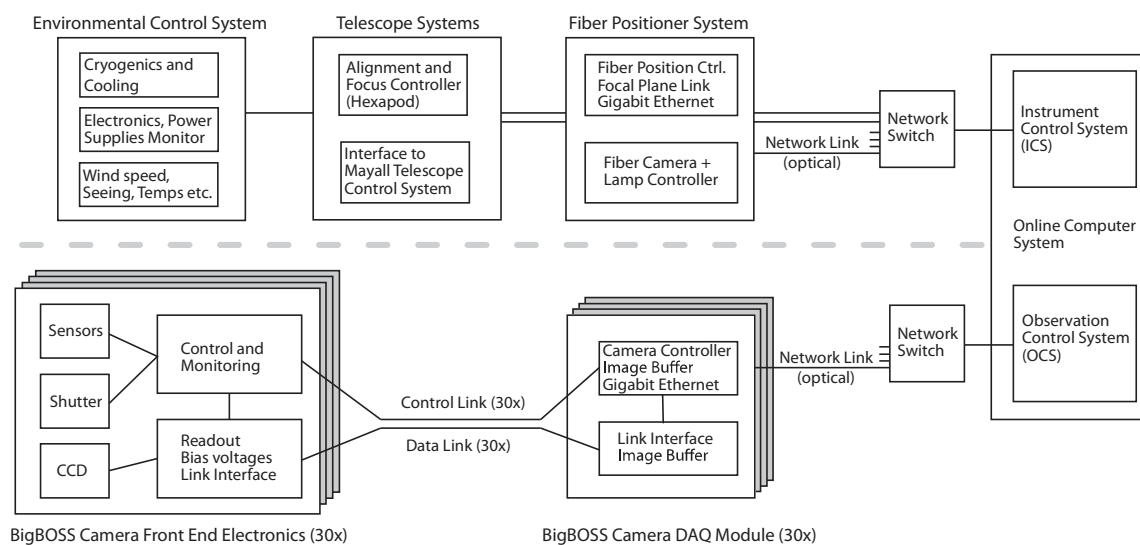 Environmental Control System
Cryogenics and
Cooling
Electronics, Power
Supplies Monitor
Wind speed,
Seeing, Temps etc.
Telescope Systems
Alignment and
Focus Controller
(Hexapod)
Interface to
Mayall Telescope
Control System
Fiber Positioner System
Fiber Position Ctrl.
Focal Plane Link
Gigabit Ethernet
Fiber Camera +
Lamp Controller
Network Link
(optical)
Network
Switch
Instrument
Control System
(ICS)
Online Computer
System
Observation
Control System
(OCS)
Sensors
Shutter
CCD
Control and
Monitoring
Readout
Bias voltages
Link Interface
BigBOSS Camera Front End Electronics (30x)
Control Link (30x)
Data Link (30x)
Camera Controller
Image Buffer
Gigabit Ethernet
Link Interface
Image Buffer
BigBOSS Camera DAQ Module (30x)
Network Link
(optical)
Network
Switch